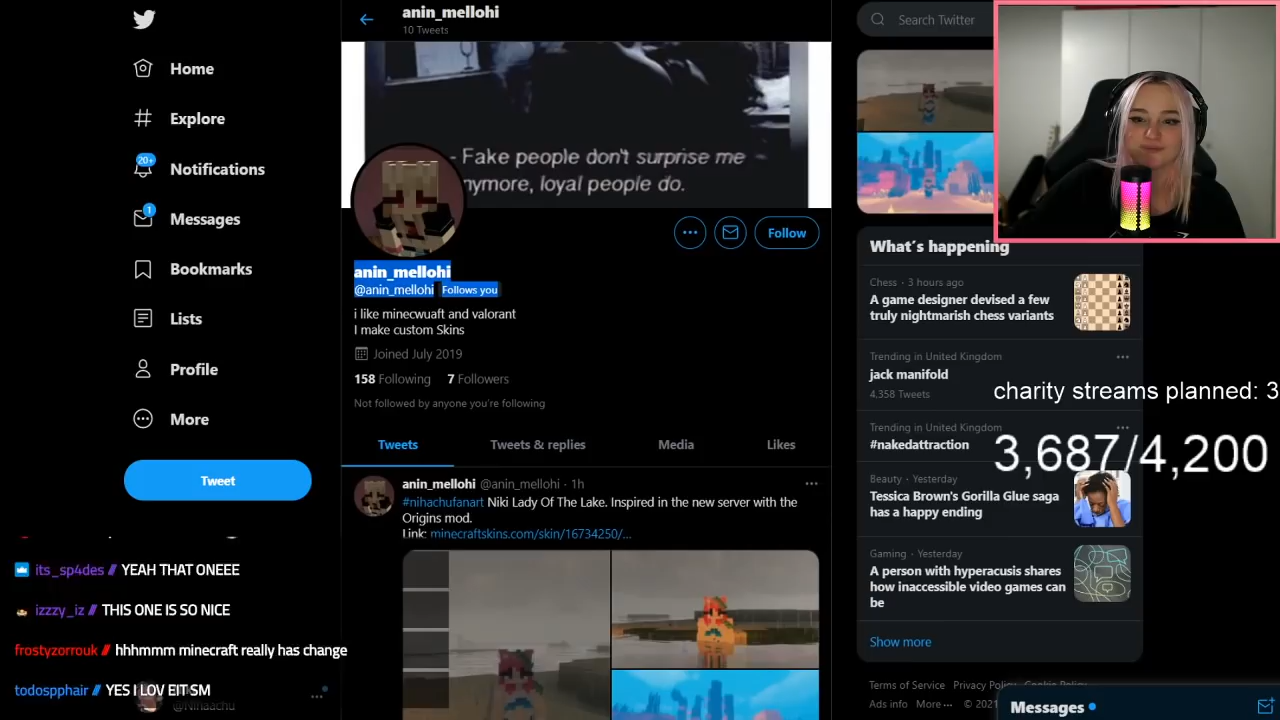 anin_mellohi
10 Tweets
Home
Explore
20+
Notifications
1
Messages
Bookmarks
Lists
Profile
More
Tweet
- Fake people don't surprise me
nymore, loyal people do.
Follow
anin_mellohi
@anin_mellohi Follows you
i like minecwuaft and valorant
I make custom Skins
Joined July 2019
158 Following 7 Followers
Not followed by anyone you're following
Tweets Tweets & replies Media Likes
anin_mellohi @anin_mellohi · 1h
#nihachufanart Niki Lady Of The Lake. Inspired in the new server with the
Origins mod.
Link: minecraftskins.com/skin/16734250/...
Search Twitter
What's happening
Chess · 3 hours ago
A game designer devised a few
truly nightmarish chess variants
Trending in United Kingdom
jack manifold
4,358 Tweets
charity streams planned: 3
Trending in United Kingdom
#nakedattraction
3,687/4,200
Beauty · Yesterday
Tessica Brown's Gorilla Glue saga
has a happy ending
Gaming · Yesterday
A person with hyperacusis shares
how inaccessible video games can
be
Show more
Terms of Service Privacy Policy Cookie Policy
Ads info More ··· © 2021
Messages
its_sp4des // YEAH THAT ONEEE
izzzy_iz // THIS ONE IS SO NICE
frostyzorrouk // hhhmmm minecraft really has change
todospphair // YES I LOV EIT SM
@Nihaachu